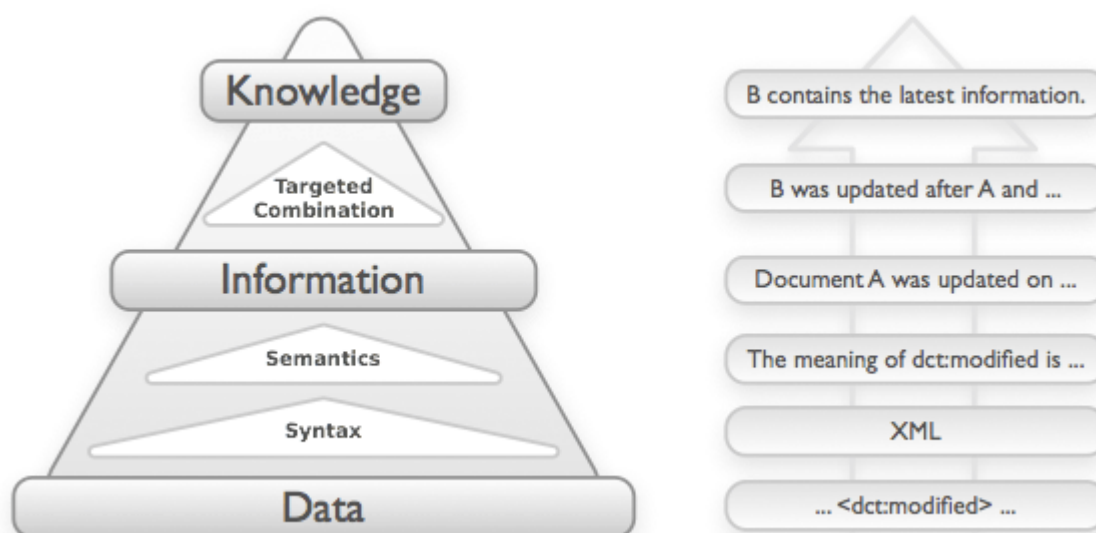 Knowledge
Targeted
Combination
Information
Semantics
Syntax
Data
B contains the latest information.
B was updated after A and ...
Document A was updated on ...
The meaning of dct:modified is ...
XML
... <dct:modified> ...